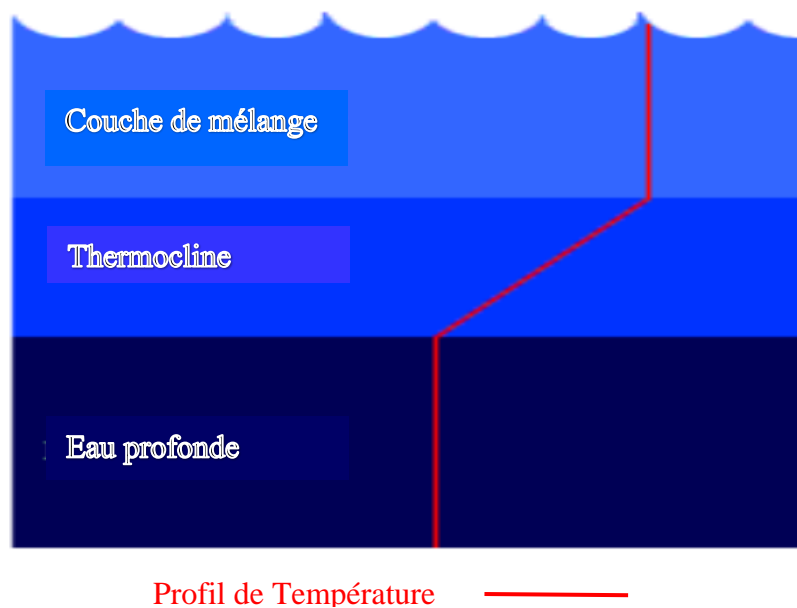 Couche de mélange
Thermocline
Eau profonde
Profil de Température